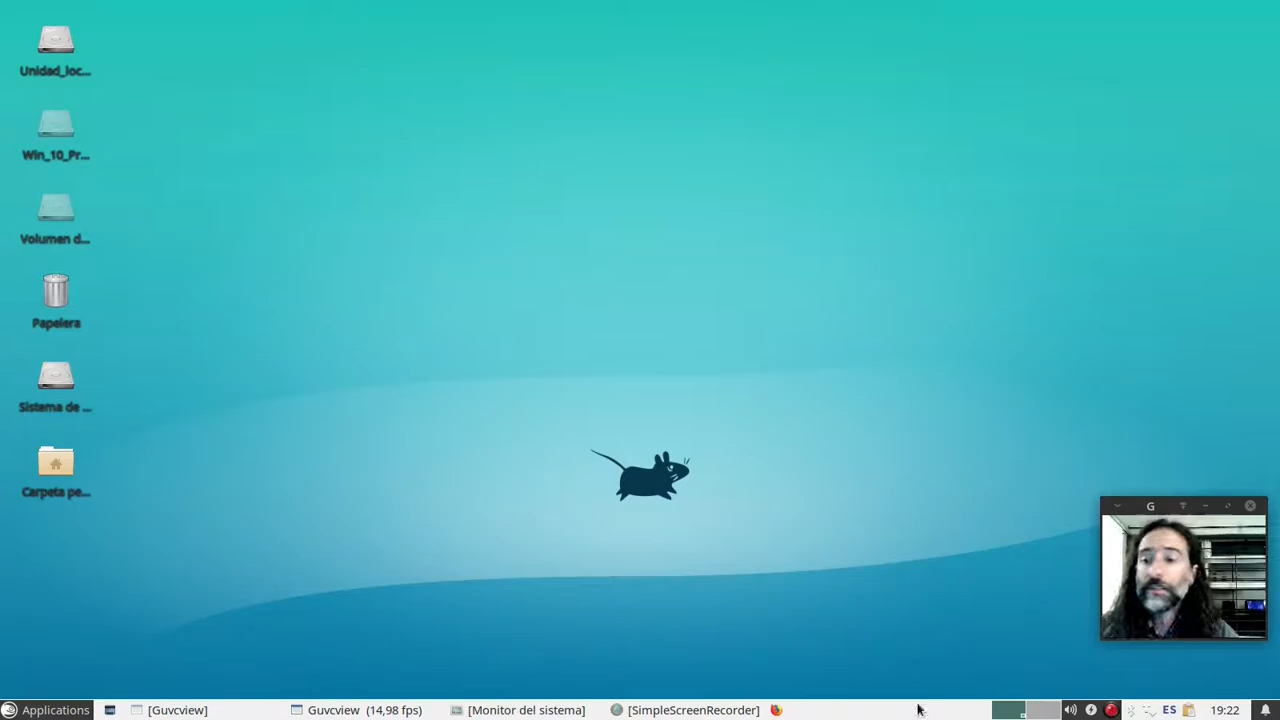 Unidad_loc...
Win_10_Pr...
Volumen d...
Papelera
Sistema de ...
Carpeta pe...
G
Applications
[Guvcview]
Guvcview (14,98 fps)
[Monitor del sistema]
[SimpleScreenRecorder]
ES
19:22